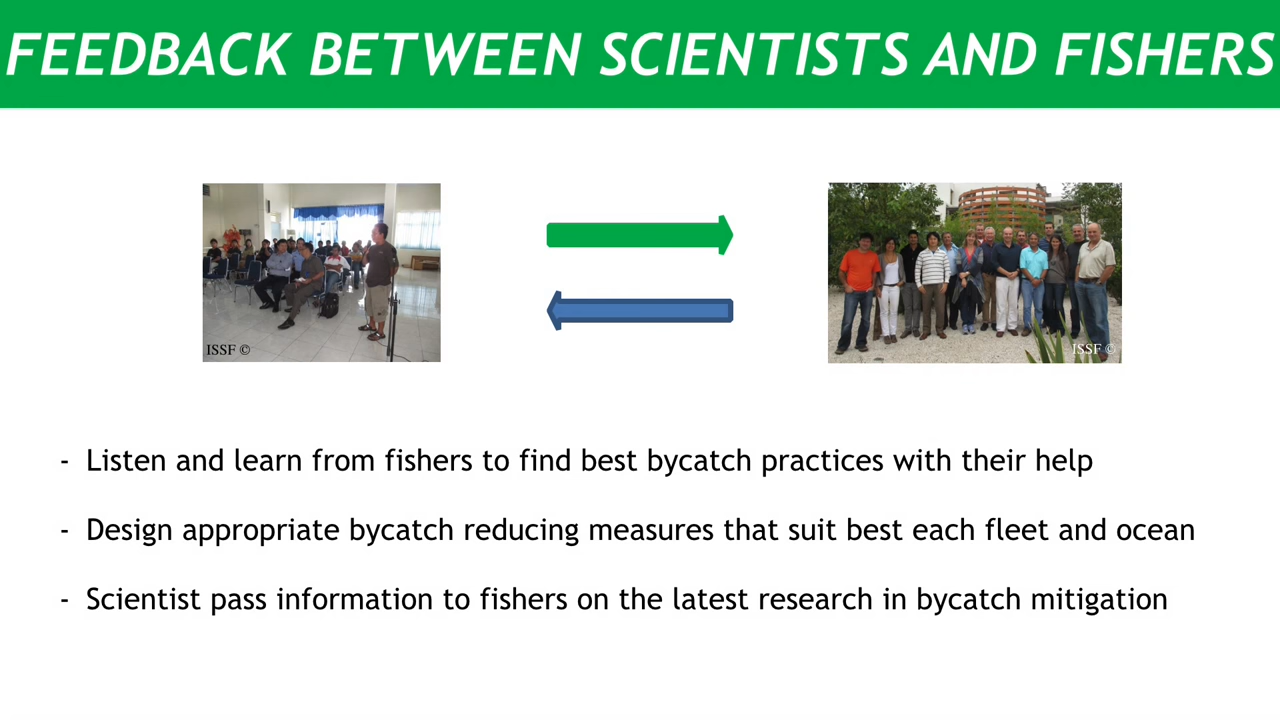 FEEDBACK BETWEEN SCIENTISTS AND FISHERS
ISSF ©
ISSF ©
- Listen and learn from fishers to find best bycatch practices with their help
- Design appropriate bycatch reducing measures that suit best each fleet and ocean
- Scientist pass information to fishers on the latest research in bycatch mitigation